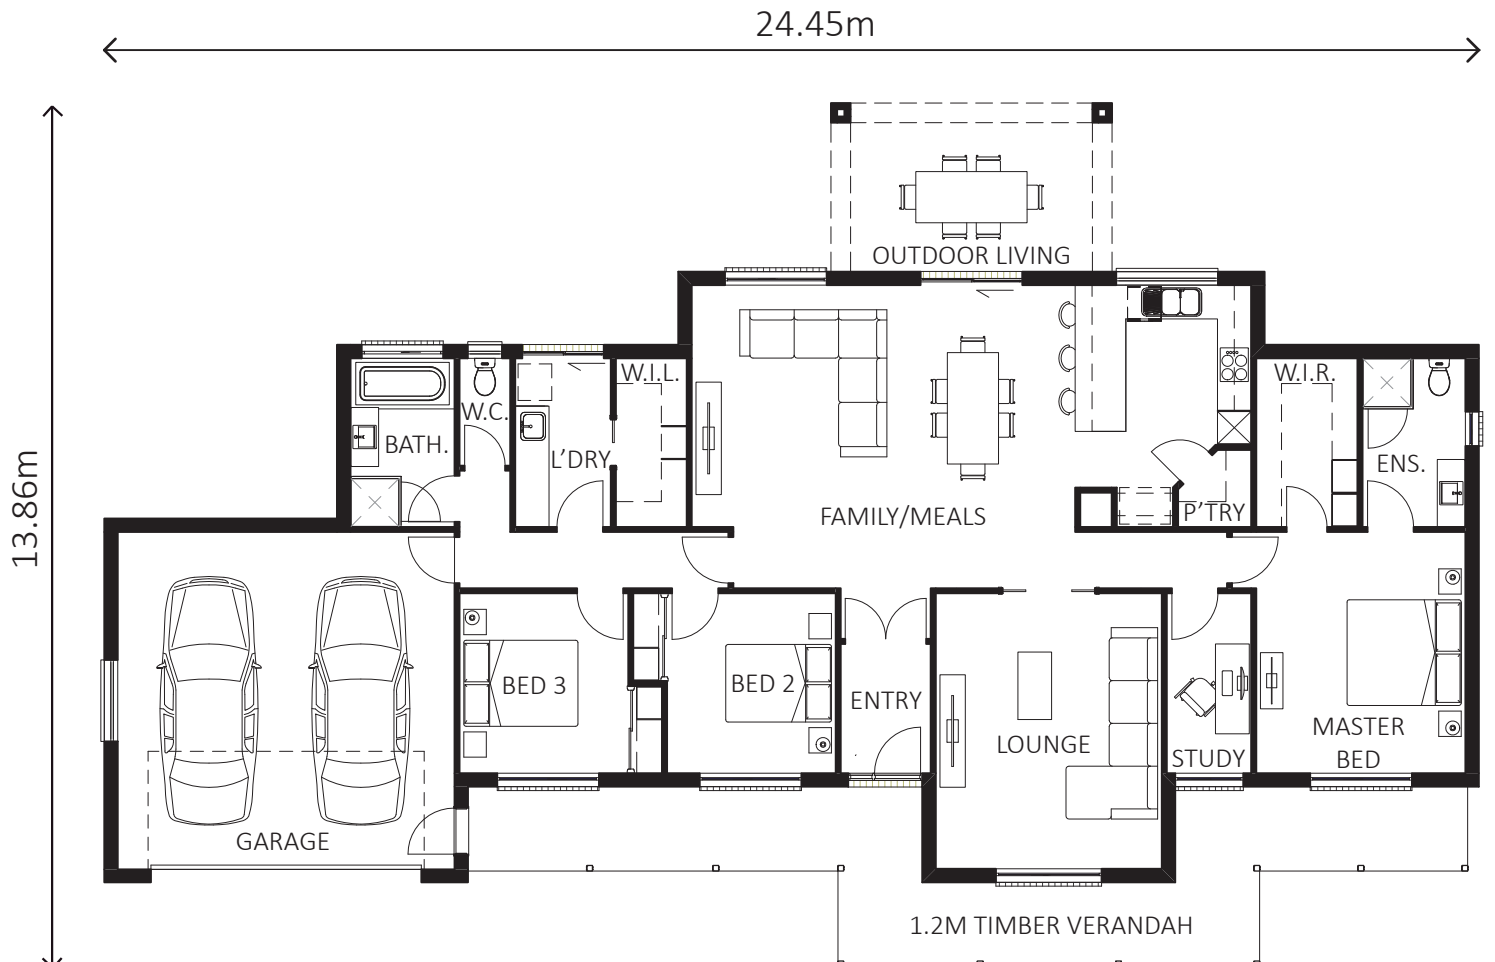 24.45m
13.86m
OUTDOOR LIVING
W.I.L.
W.I.R.
W.C.
BATH.
L'DRY
ENS.
P'TRY
FAMILY/MEALS
BED 3
BED 2
ENTRY
LOUNGE
STUDY
MASTER
BED
GARAGE
1.2M TIMBER VERANDAH